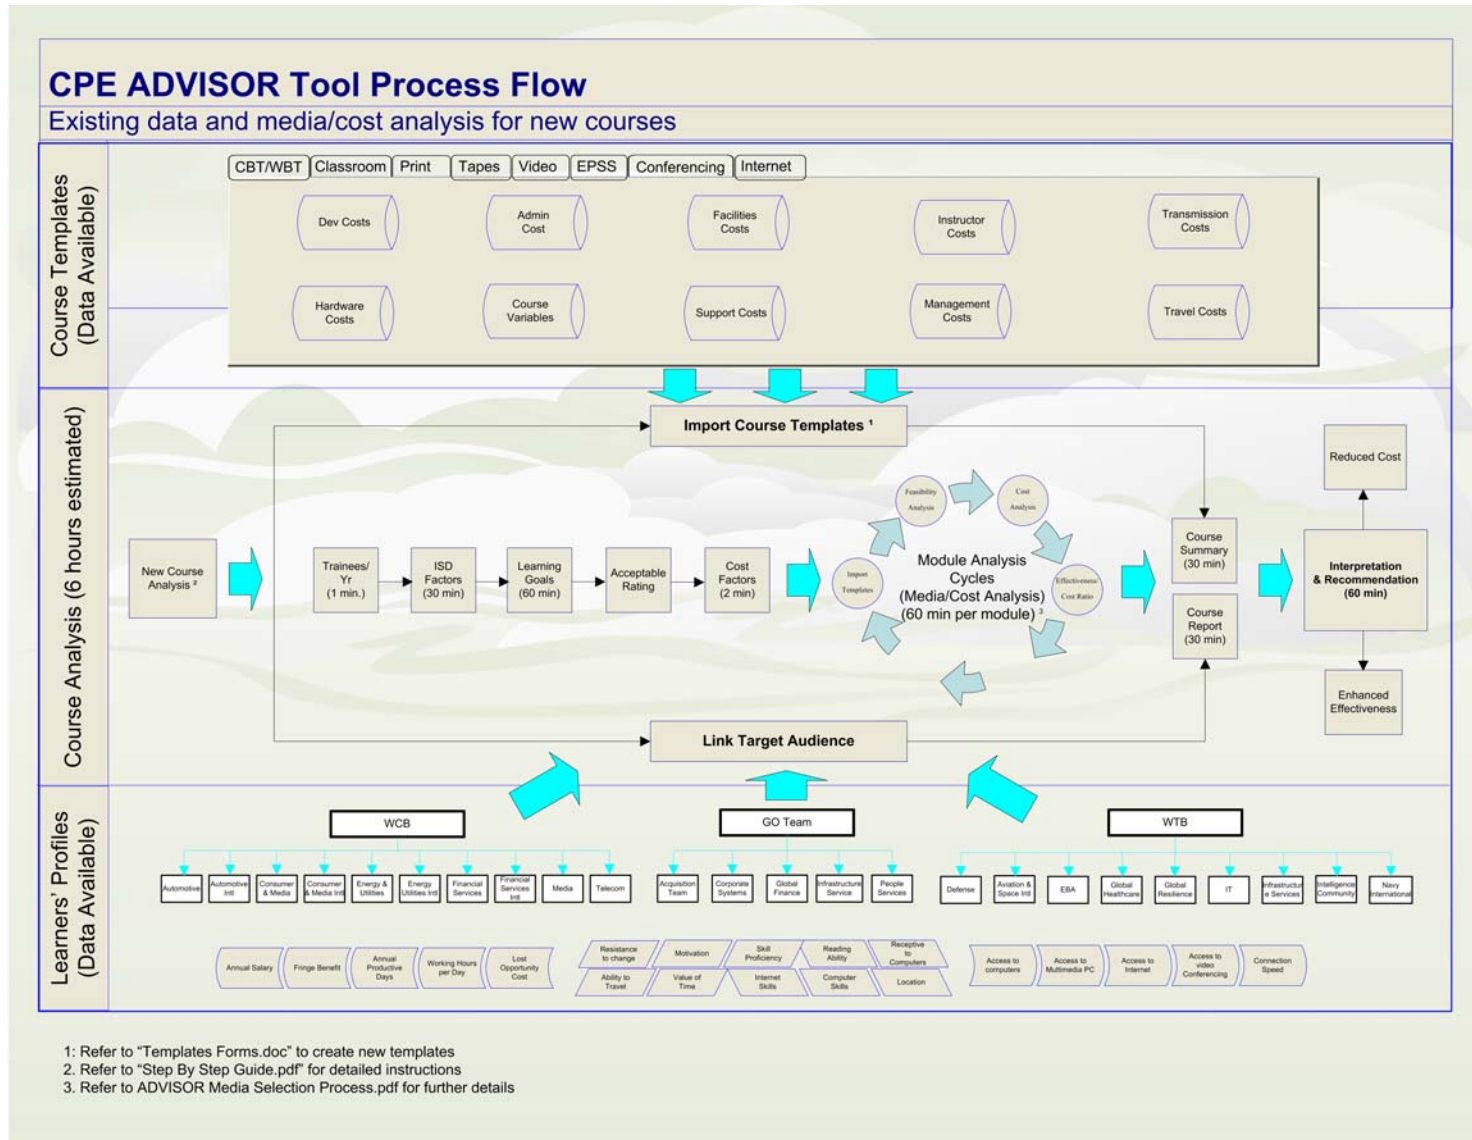 CPE ADVISOR Tool Process Flow
Existing data and media/cost analysis for new courses
Course Templates
(Data Available)
CBT/WBT
Classroom
Print
Tapes
Video
EPSS
Conferencing
Internet
Dev Costs
Admin
Cost
Facilities
Costs
Instructor
Costs
Transmission
Costs
Hardware
Costs
Course
Variables
Support Costs
Management
Costs
Travel Costs
Course Analysis (6 hours estimated)
Import Course Templates ¹
New Course
Analysis ²
Trainees/
Yr
(1 min.)
ISD
Factors
(30 min)
Learning
Goals
(60 min)
Acceptable
Rating
Cost
Factors
(2 min)
Import
Templates
Feasibility
Analysis
Cost
Analysis
Effectiveness/
Cost Ratio
Module Analysis
Cycles
(Media/Cost Analysis)
(60 min per module) ³
Course
Summary
(30 min)
Course
Report
(30 min)
Reduced Cost
Interpretation
& Recommendation
(60 min)
Enhanced
Effectiveness
Link Target Audience
Learners' Profiles
(Data Available)
WCB
Automotive
Automotive
Intl
Consumer
& Media
Consumer
& Media Intl
Energy &
Utilities
Energy
Utilities Intl
Financial
Services
Financial
Services
Intl
Media
Telecom
GO Team
Acquisition
Team
Corporate
Systems
Global
Finance
Infrastructure
Service
People
Services
WTB
Defense
Aviation &
Space Intl
EBA
Global
Healthcare
Global
Resilience
IT
Infrastructur
e Services
Intelligence
Community
Navy
International
Annual Salary
Fringe Benefit
Annual
Productive
Days
Working Hours
per Day
Lost
Opportunity
Cost
Resistance
to change
Motivation
Skill
Proficiency
Reading
Ability
Receptive
to
Computers
Ability to
Travel
Value of
Time
Internet
Skills
Computer
Skills
Location
Access to
computers
Access to
Multimedia PC
Access to
Internet
Access to
video
Conferencing
Connection
Speed
1: Refer to "Templates Forms.doc" to create new templates
2. Refer to "Step By Step Guide.pdf" for detailed instructions
3. Refer to ADVISOR Media Selection Process.pdf for further details